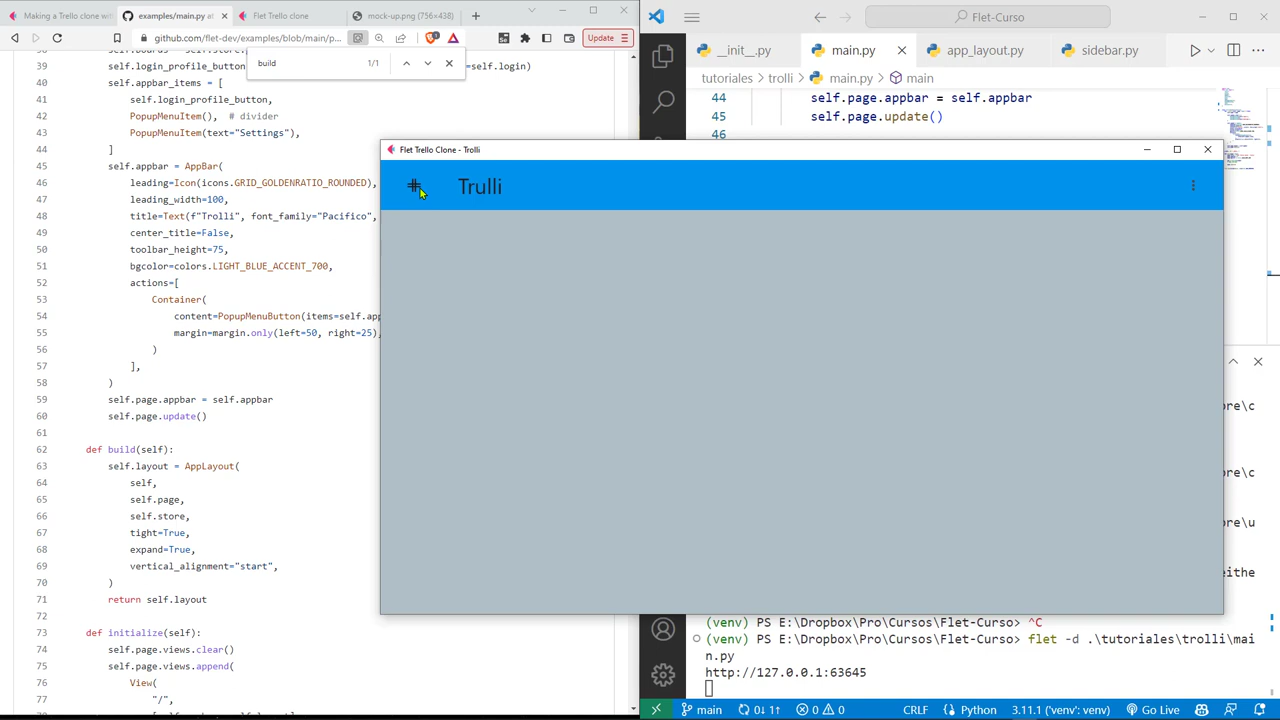 Making a Trello clone with
examples/main.py at
Flet Trello clone
mock-up.png (756×438)
github.com/flet-dev/examples/blob/main/p...
Update
build
1/1
39 self.login_profile_button
=self.login)
40 self.appbar_items = [
41 self.login_profile_button,
42 PopupMenuItem(), # divider
43 PopupMenuItem(text="Settings"),
44 ]
45 self.appbar = AppBar(
46 leading=Icon(icons.GRID_GOLDENRATIO_ROUNDED),
47 leading_width=100,
48 title=Text(f"Trolli", font_family="Pacifico",
49 center_title=False,
50 toolbar_height=75,
51 bgcolor=colors.LIGHT_BLUE_ACCENT_700,
52 actions=[
53 Container(
54 content=PopupMenuButton(items=self.app
55 margin=margin.only(left=50, right=25)
56 )
57 ],
58 )
59 self.page.appbar = self.appbar
60 self.page.update()
61
62 def build(self):
63 self.layout = AppLayout(
64 self,
65 self.page,
66 self.store,
67 tight=True,
68 expand=True,
69 vertical_alignment="start",
70 )
71 return self.layout
72
73 def initialize(self):
74 self.page.views.clear()
75 self.page.views.append(
76 View(
77 "/",
Flet-Curso
__init__.py
main.py
app_layout.py
sidebar.py
tutoriales > trolli > main.py > main
44 self.page.appbar = self.appbar
45 self.page.update()
46
Flet Trello Clone - Trolli
Trulli
re\c
re\c
re\u
eithe
(venv) PS E:\Dropbox\Pro\Cursos\Flet-Curso> ^C
(venv) PS E:\Dropbox\Pro\Cursos\Flet-Curso> flet -d .\tutoriales\trolli\mai
n.py
http://127.0.0.1:63645
main 0↓ 1↑ 0 0 CRLF Python 3.11.1 ('venv': venv) Go Live